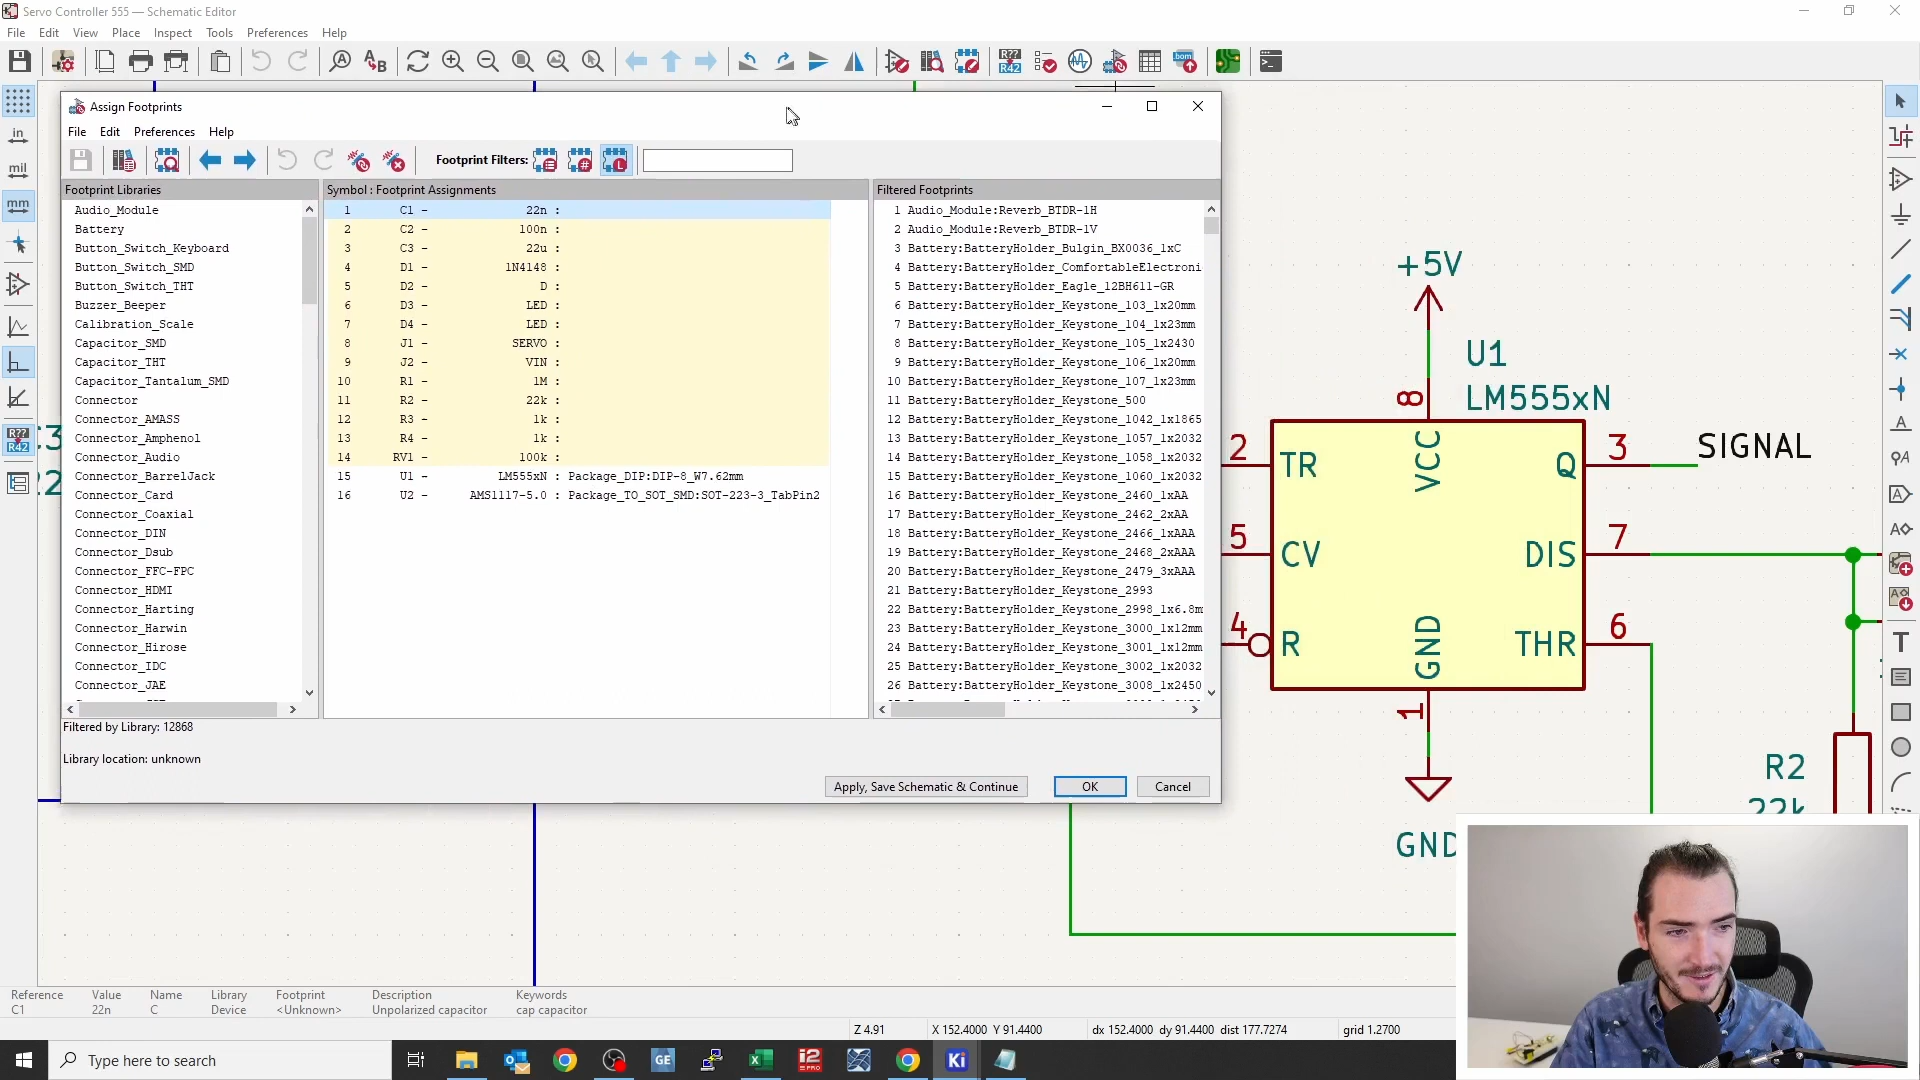 Servo Controller 555 — Schematic Editor
File Edit View Place Inspect Tools Preferences Help
Assign Footprints
File Edit Preferences Help
Footprint Filters:
Footprint Libraries
Audio_Module
Battery
Button_Switch_Keyboard
Button_Switch_SMD
Button_Switch_THT
Buzzer_Beeper
Calibration_Scale
Capacitor_SMD
Capacitor_THT
Capacitor_Tantalum_SMD
Connector
Connector_AMASS
Connector_Amphenol
Connector_Audio
Connector_BarrelJack
Connector_Card
Connector_Coaxial
Connector_DIN
Connector_Dsub
Connector_FFC-FPC
Connector_HDMI
Connector_Harting
Connector_Harwin
Connector_Hirose
Connector_IDC
Connector_JAE
Symbol : Footprint Assignments
1 C1 - 22n :
2 C2 - 100n :
3 C3 - 22u :
4 D1 - 1N4148 :
5 D2 - D :
6 D3 - LED :
7 D4 - LED :
8 J1 - SERVO :
9 J2 - VIN :
10 R1 - 1M :
11 R2 - 22k :
12 R3 - 1k :
13 R4 - 1k :
14 RV1 - 100k :
15 U1 - LM555xN : Package_DIP:DIP-8_W7.62mm
16 U2 - AMS1117-5.0 : Package_TO_SOT_SMD:SOT-223-3_TabPin2
Filtered Footprints
1 Audio_Module:Reverb_BTDR-1H
2 Audio_Module:Reverb_BTDR-1V
3 Battery:BatteryHolder_Bulgin_BX0036_1xC
4 Battery:BatteryHolder_ComfortableElectroni
5 Battery:BatteryHolder_Eagle_12BH611-GR
6 Battery:BatteryHolder_Keystone_103_1x20mm
7 Battery:BatteryHolder_Keystone_104_1x23mm
8 Battery:BatteryHolder_Keystone_105_1x2430
9 Battery:BatteryHolder_Keystone_106_1x20mm
10 Battery:BatteryHolder_Keystone_107_1x23mm
11 Battery:BatteryHolder_Keystone_500
12 Battery:BatteryHolder_Keystone_1042_1x1865
13 Battery:BatteryHolder_Keystone_1057_1x2032
14 Battery:BatteryHolder_Keystone_1058_1x2032
15 Battery:BatteryHolder_Keystone_1060_1x2032
16 Battery:BatteryHolder_Keystone_2460_1xAA
17 Battery:BatteryHolder_Keystone_2462_2xAA
18 Battery:BatteryHolder_Keystone_2466_1xAAA
19 Battery:BatteryHolder_Keystone_2468_2xAAA
20 Battery:BatteryHolder_Keystone_2479_3xAAA
21 Battery:BatteryHolder_Keystone_2993
22 Battery:BatteryHolder_Keystone_2998_1x6.8m
23 Battery:BatteryHolder_Keystone_3000_1x12mm
24 Battery:BatteryHolder_Keystone_3001_1x12mm
25 Battery:BatteryHolder_Keystone_3002_1x2032
26 Battery:BatteryHolder_Keystone_3008_1x2450
Filtered by Library: 12868
Library location: unknown
Apply, Save Schematic & Continue OK Cancel
in
mil
mm
R??
R42
+5V
U1
LM555xN
8
2 TR VCC Q 3 SIGNAL
5 CV DIS 7
4 R GND THR 6
1
GND
R2
22k
Reference Value Name Library Footprint Description Keywords
C1 22n C Device <Unknown> Unpolarized capacitor cap capacitor
Z 4.91 X 152.4000 Y 91.4400 dx 152.4000 dy 91.4400 dist 177.7274 grid 1.2700
Type here to search
GE
Ki